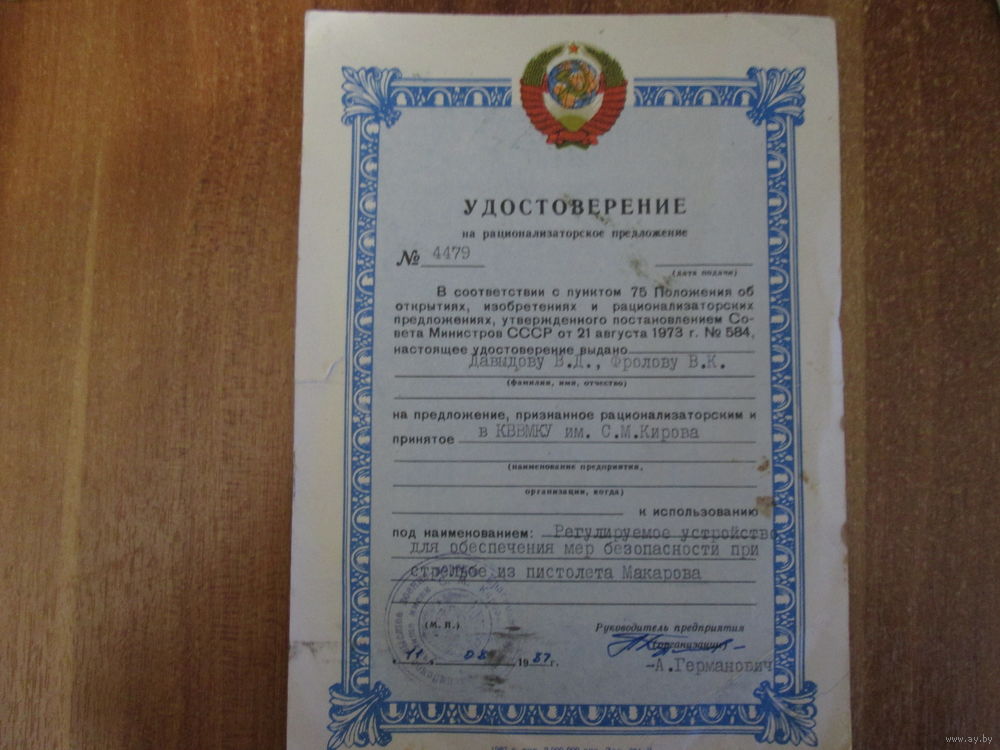 УДОСТОВЕРЕНИЕ
на рационализаторское предложение
№ 4479
(дата подачи)
В соответствии с пунктом 75 Положения об
открытиях, изобретениях и рационализаторских
предложениях, утвержденного постановлением Со-
вета Министров СССР от 21 августа 1973 г. № 584,
настоящее удостоверение выдано
Давыдову В.Д., Фролову В.К.
(фамилия, имя, отчество)
на предложение, признанное рационализаторским и
принятое в КВВМКУ им. С.М.Кирова
(наименование предприятия,
организации, когда)
к использованию
под наименованием: Регулируемое устройство
для обеспечения мер безопасности при
стрельбе из пистолета Макарова
(М. П.)
Руководитель предприятия
(организации)
11 08 1987 г.
-А.Германович
www.ay.by